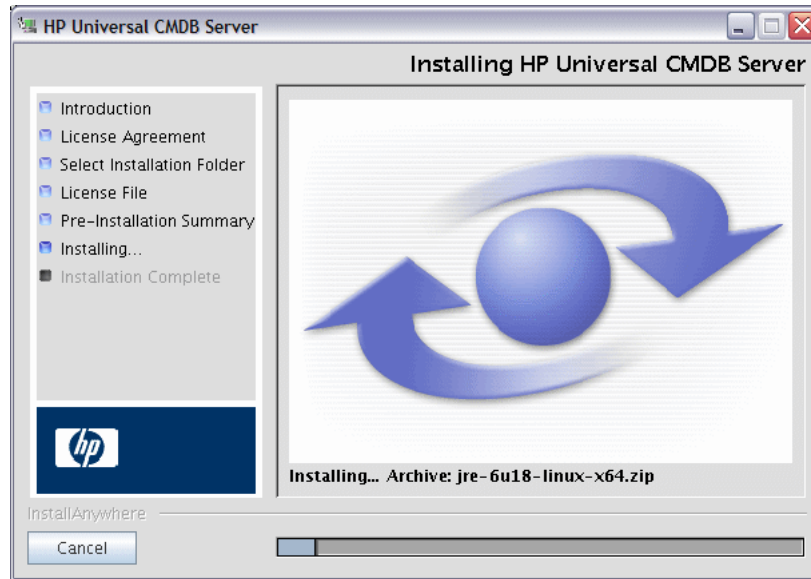 HP Universal CMDB Server
Installing HP Universal CMDB Server
Introduction
License Agreement
Select Installation Folder
License File
Pre-Installation Summary
Installing...
Installation Complete
hp
Installing... Archive: jre-6u18-linux-x64.zip
InstallAnywhere
Cancel